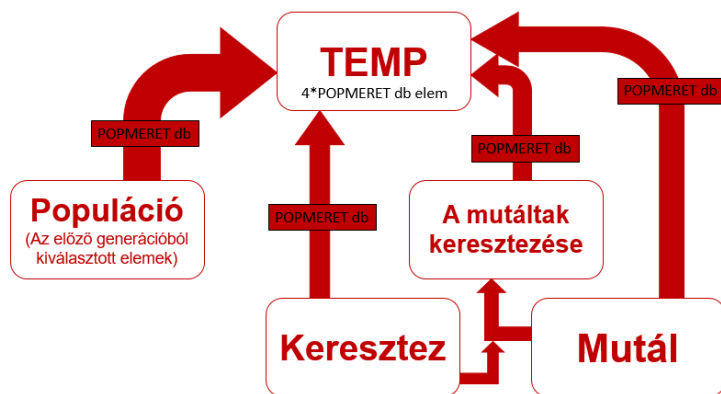 TEMP
4*POPMERET db elem
POPMERET db
POPMERET db
POPMERET db
POPMERET db
Populáció
(Az előző generációból
kiválasztott elemek)
A mutáltak
keresztezése
Keresztez
Mutál